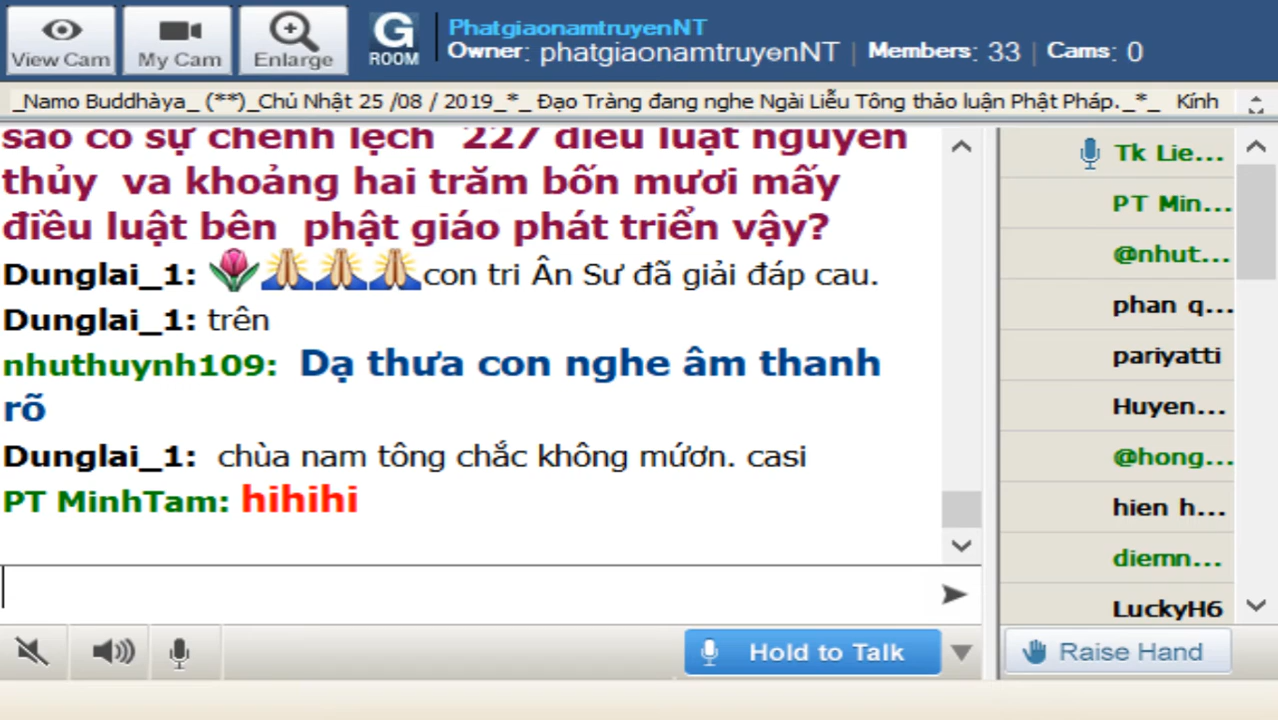 View Cam
My Cam
Enlarge
G
ROOM
PhatgiaonamtruyenNT
Owner: phatgiaonamtruyenNT | Members: 33 | Cams: 0
_Namo Buddhàya_ (**)_Chủ Nhật 25 /08 / 2019_*_ Đạo Tràng đang nghe Ngài Liễu Tông thảo luận Phật Pháp._*_ Kính
sao có sự chênh lệch 227 điều luật nguyên
thủy va khoảng hai trăm bốn mươi mấy
điều luật bên phật giáo phát triển vậy?
Dunglai_1: con tri Ân Sư đã giải đáp cau.
Dunglai_1: trên
nhuthuynh109: Dạ thưa con nghe âm thanh
rõ
Dunglai_1: chùa nam tông chắc không mứơn. casi
PT MinhTam: hihihi
Tk Lie...
PT Min...
@nhut...
phan q...
pariyatti
Huyen...
@hong...
hien h...
diemn...
LuckyH6
Hold to Talk
Raise Hand